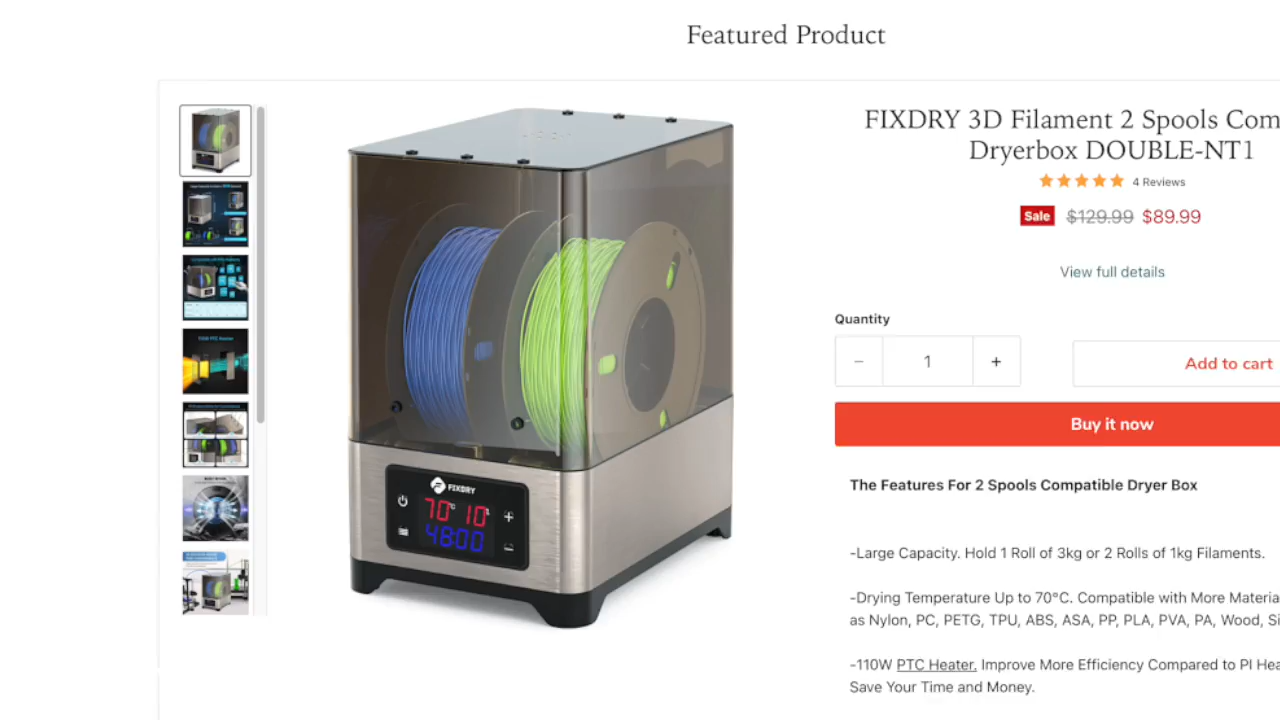 Featured Product
FIXDRY 3D Filament 2 Spools Com
Dryerbox DOUBLE-NT1
4 Reviews
Sale $129.99 $89.99
View full details
Quantity
− 1 +
Add to cart
Buy it now
The Features For 2 Spools Compatible Dryer Box
-Large Capacity. Hold 1 Roll of 3kg or 2 Rolls of 1kg Filaments.
-Drying Temperature Up to 70°C. Compatible with More Materia
as Nylon, PC, PETG, TPU, ABS, ASA, PP, PLA, PVA, PA, Wood, Si
-110W PTC Heater. Improve More Efficiency Compared to PI Hea
Save Your Time and Money.
FIXDRY
70°C 10%
48:00